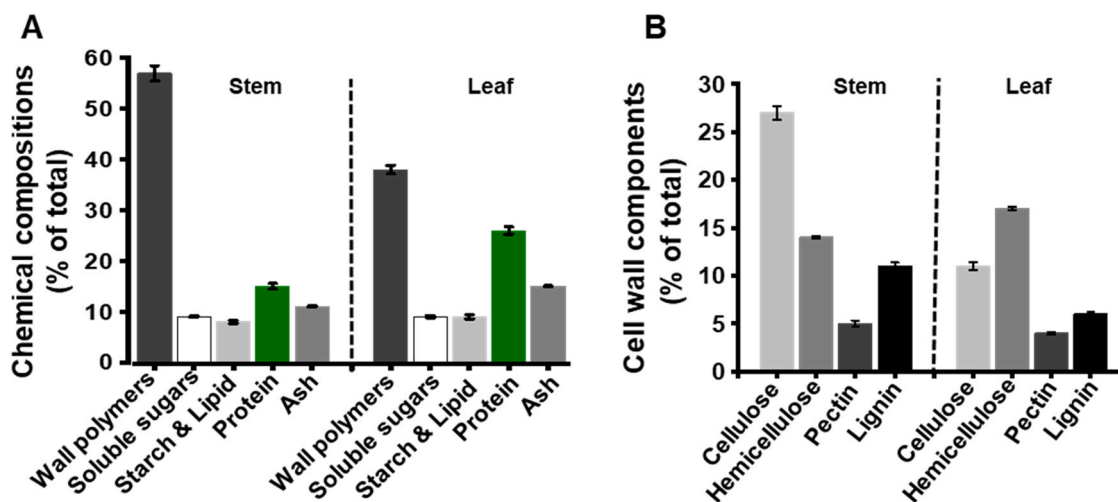 A
Chemical compositions
(% of total)
60
50
40
30
20
10
0
Stem
Leaf
Wall polymers
Soluble sugars
Starch & Lipid
Protein
Ash
Wall polymers
Soluble sugars
Starch & Lipid
Protein
Ash
B
Cell wall components
(% of total)
30
25
20
15
10
5
0
Stem
Leaf
Cellulose
Hemicellulose
Pectin
Lignin
Cellulose
Hemicellulose
Pectin
Lignin